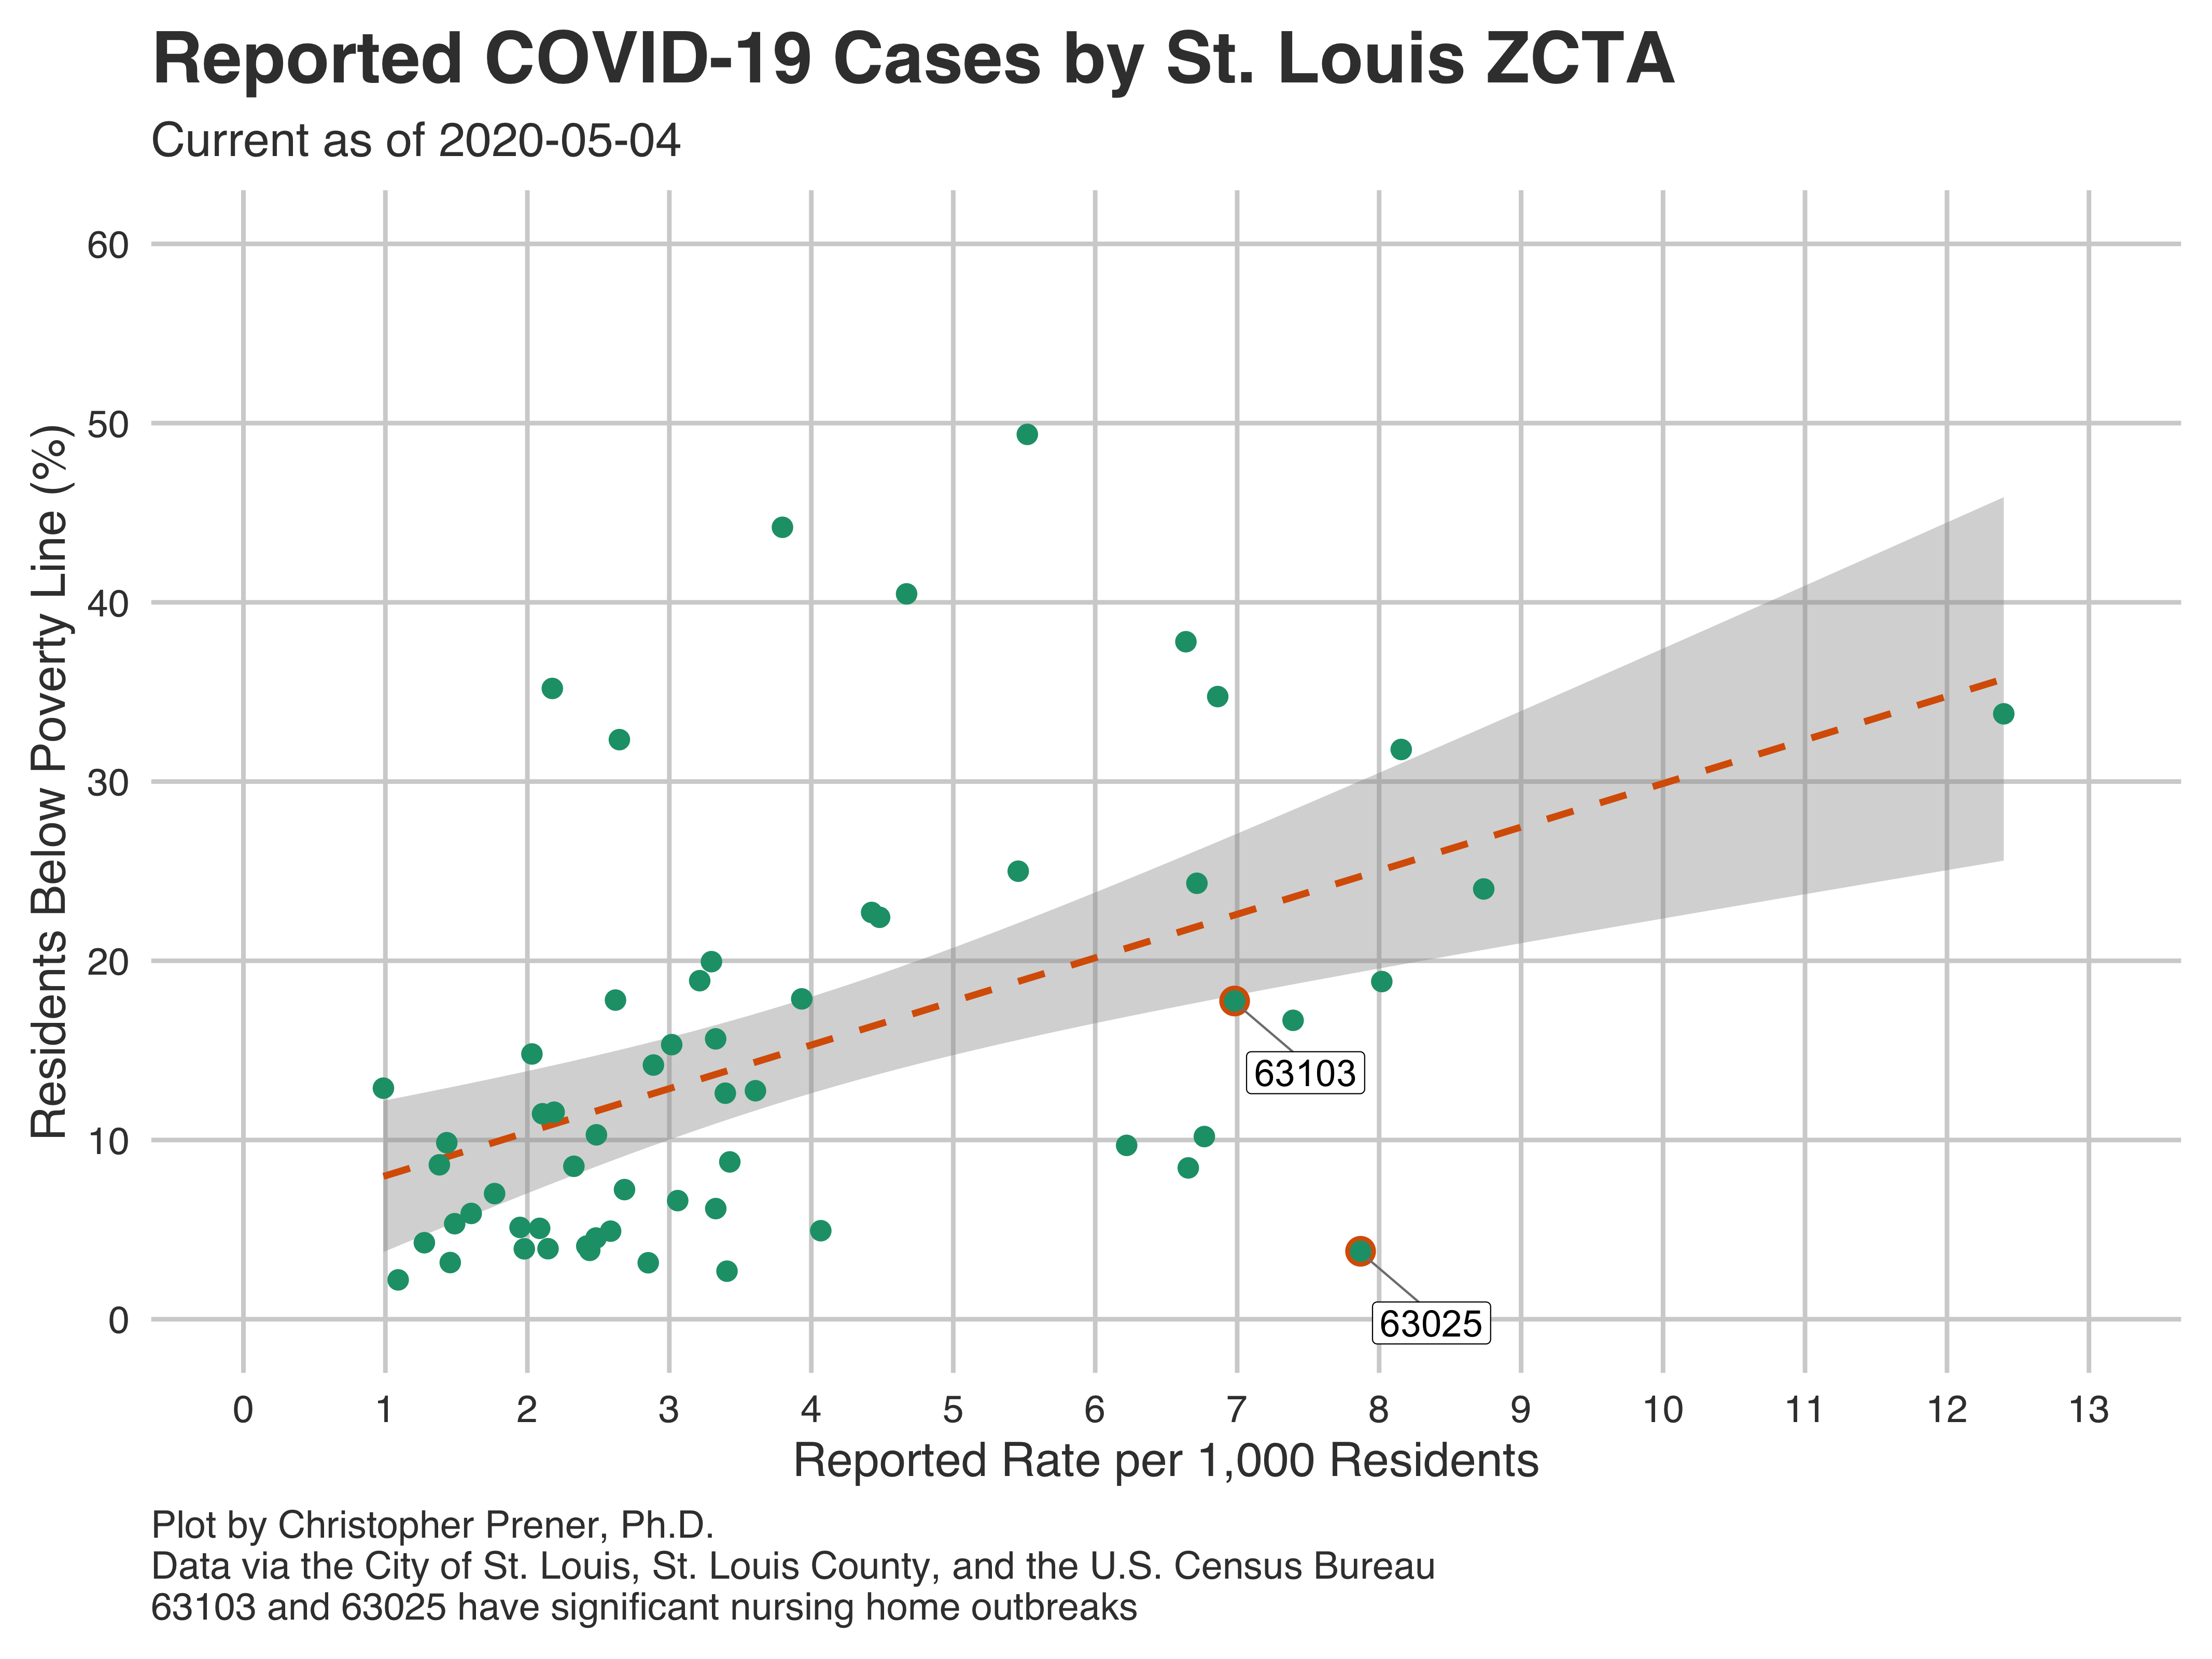 Reported COVID-19 Cases by St. Louis ZCTA
Current as of 2020-05-04
Residents Below Poverty Line (%)
60
50
40
30
20
10
0
63103
63025
0 1 2 3 4 5 6 7 8 9 10 11 12 13
Reported Rate per 1,000 Residents
Plot by Christopher Prener, Ph.D.
Data via the City of St. Louis, St. Louis County, and the U.S. Census Bureau
63103 and 63025 have significant nursing home outbreaks